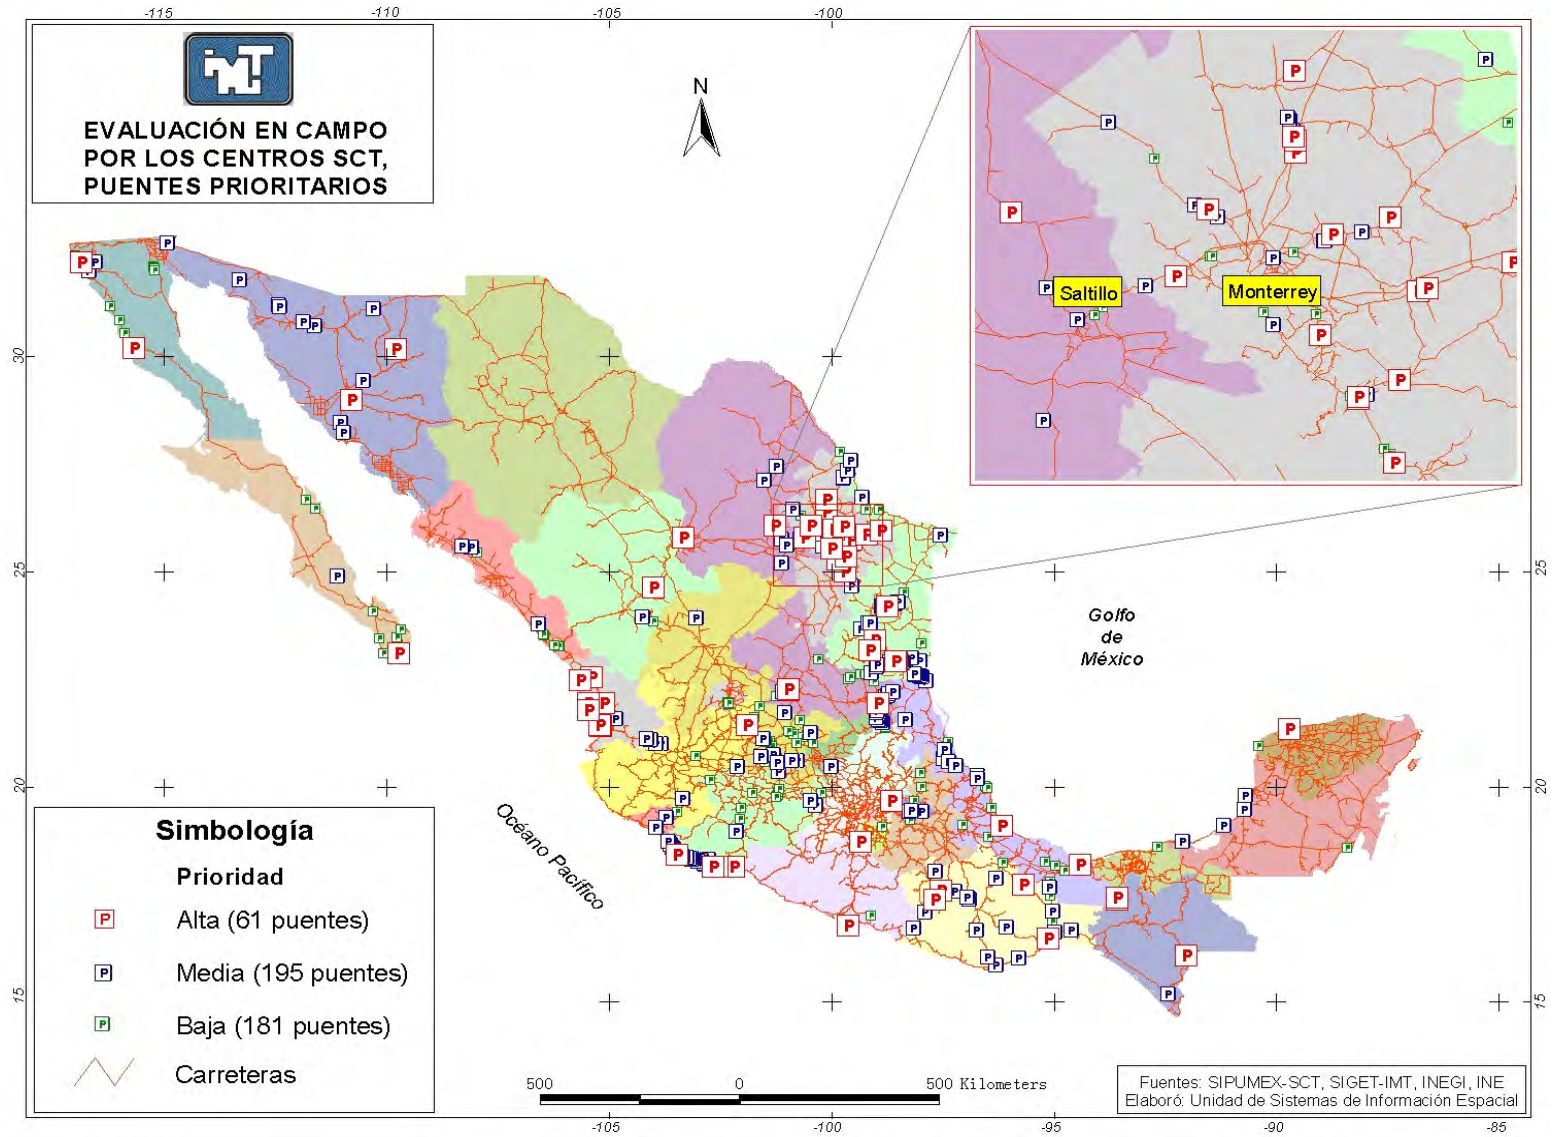 -115
-110
-105
-100
IMT
EVALUACIÓN EN CAMPO
POR LOS CENTROS SCT,
PUENTES PRIORITARIOS
N
Saltillo
Monterrey
30
25
25
20
20
15
15
Golfo
de
México
Océano Pacífico
Simbología
Prioridad
P Alta (61 puentes)
P Media (195 puentes)
P Baja (181 puentes)
Carreteras
500 0 500 Kilometers
Fuentes: SIPUMEX-SCT, SIGET-IMT, INEGI, INE
Elaboró: Unidad de Sistemas de Información Espacial
-105
-100
-95
-90
-85